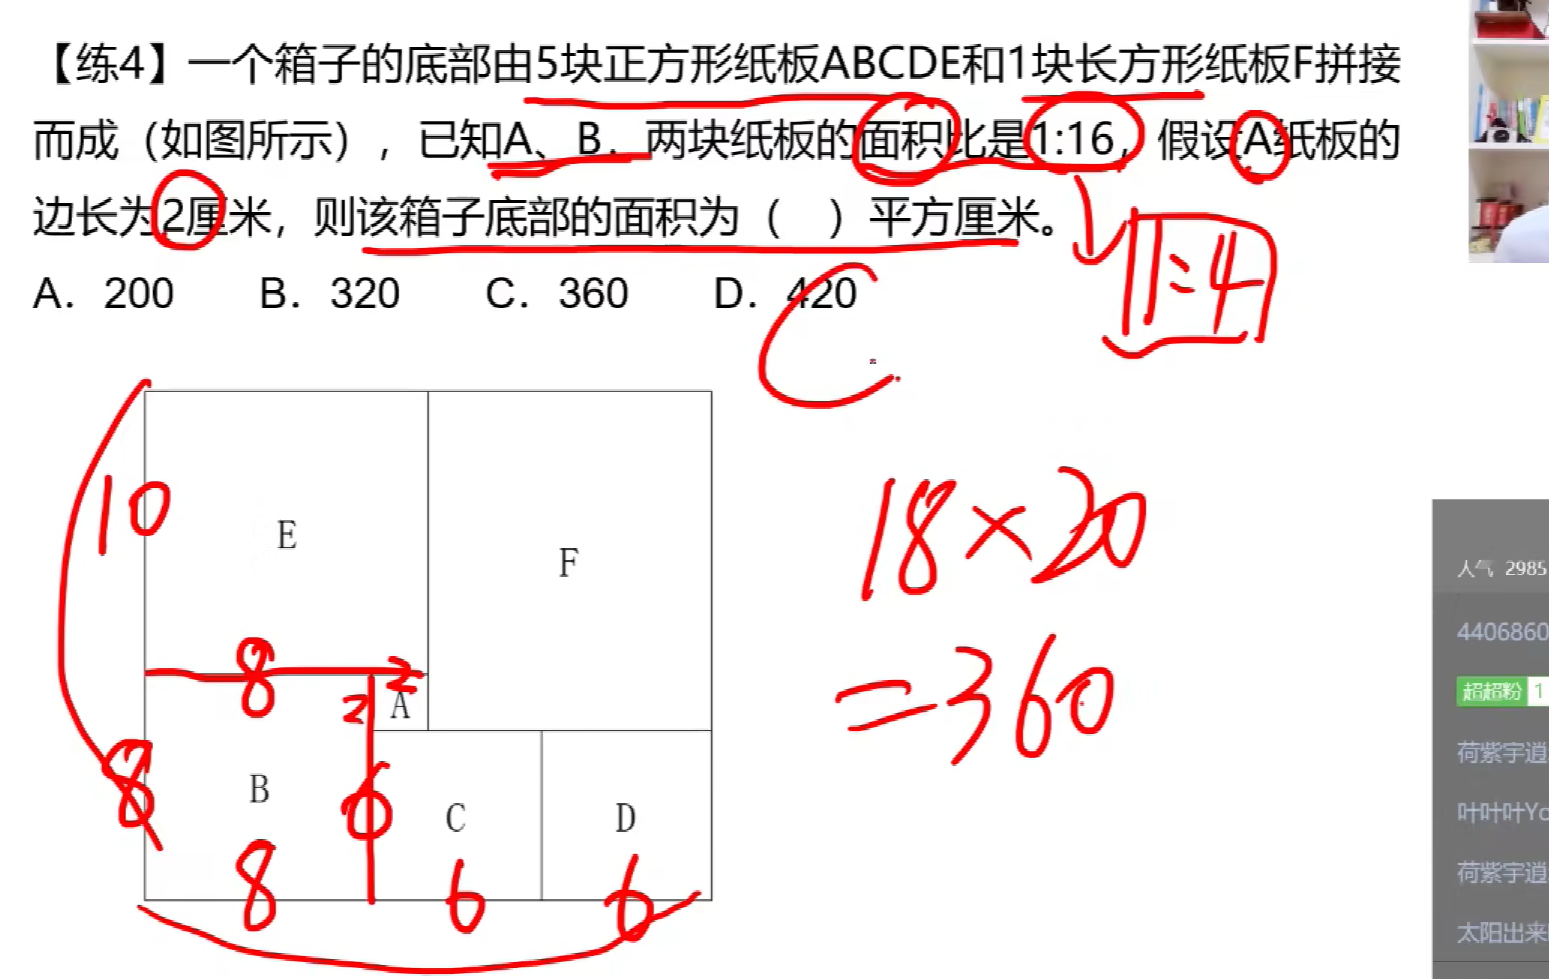 【练4】一个箱子的底部由5块正方形纸板ABCDE和1块长方形纸板F拼接
而成（如图所示），已知A、B．两块纸板的面积比是1:16，假设A纸板的
边长为2厘米，则该箱子底部的面积为（ ）平方厘米。
1:4
A．200 B．320 C．360 D．420
C
10
E
F
18×20
=360
8
2
2
A
8
B
6
C
D
8
6
6
人气 2985
4406860
超超粉 1
荷紫宇逍
叶叶叶Yo
荷紫宇逍
太阳出来